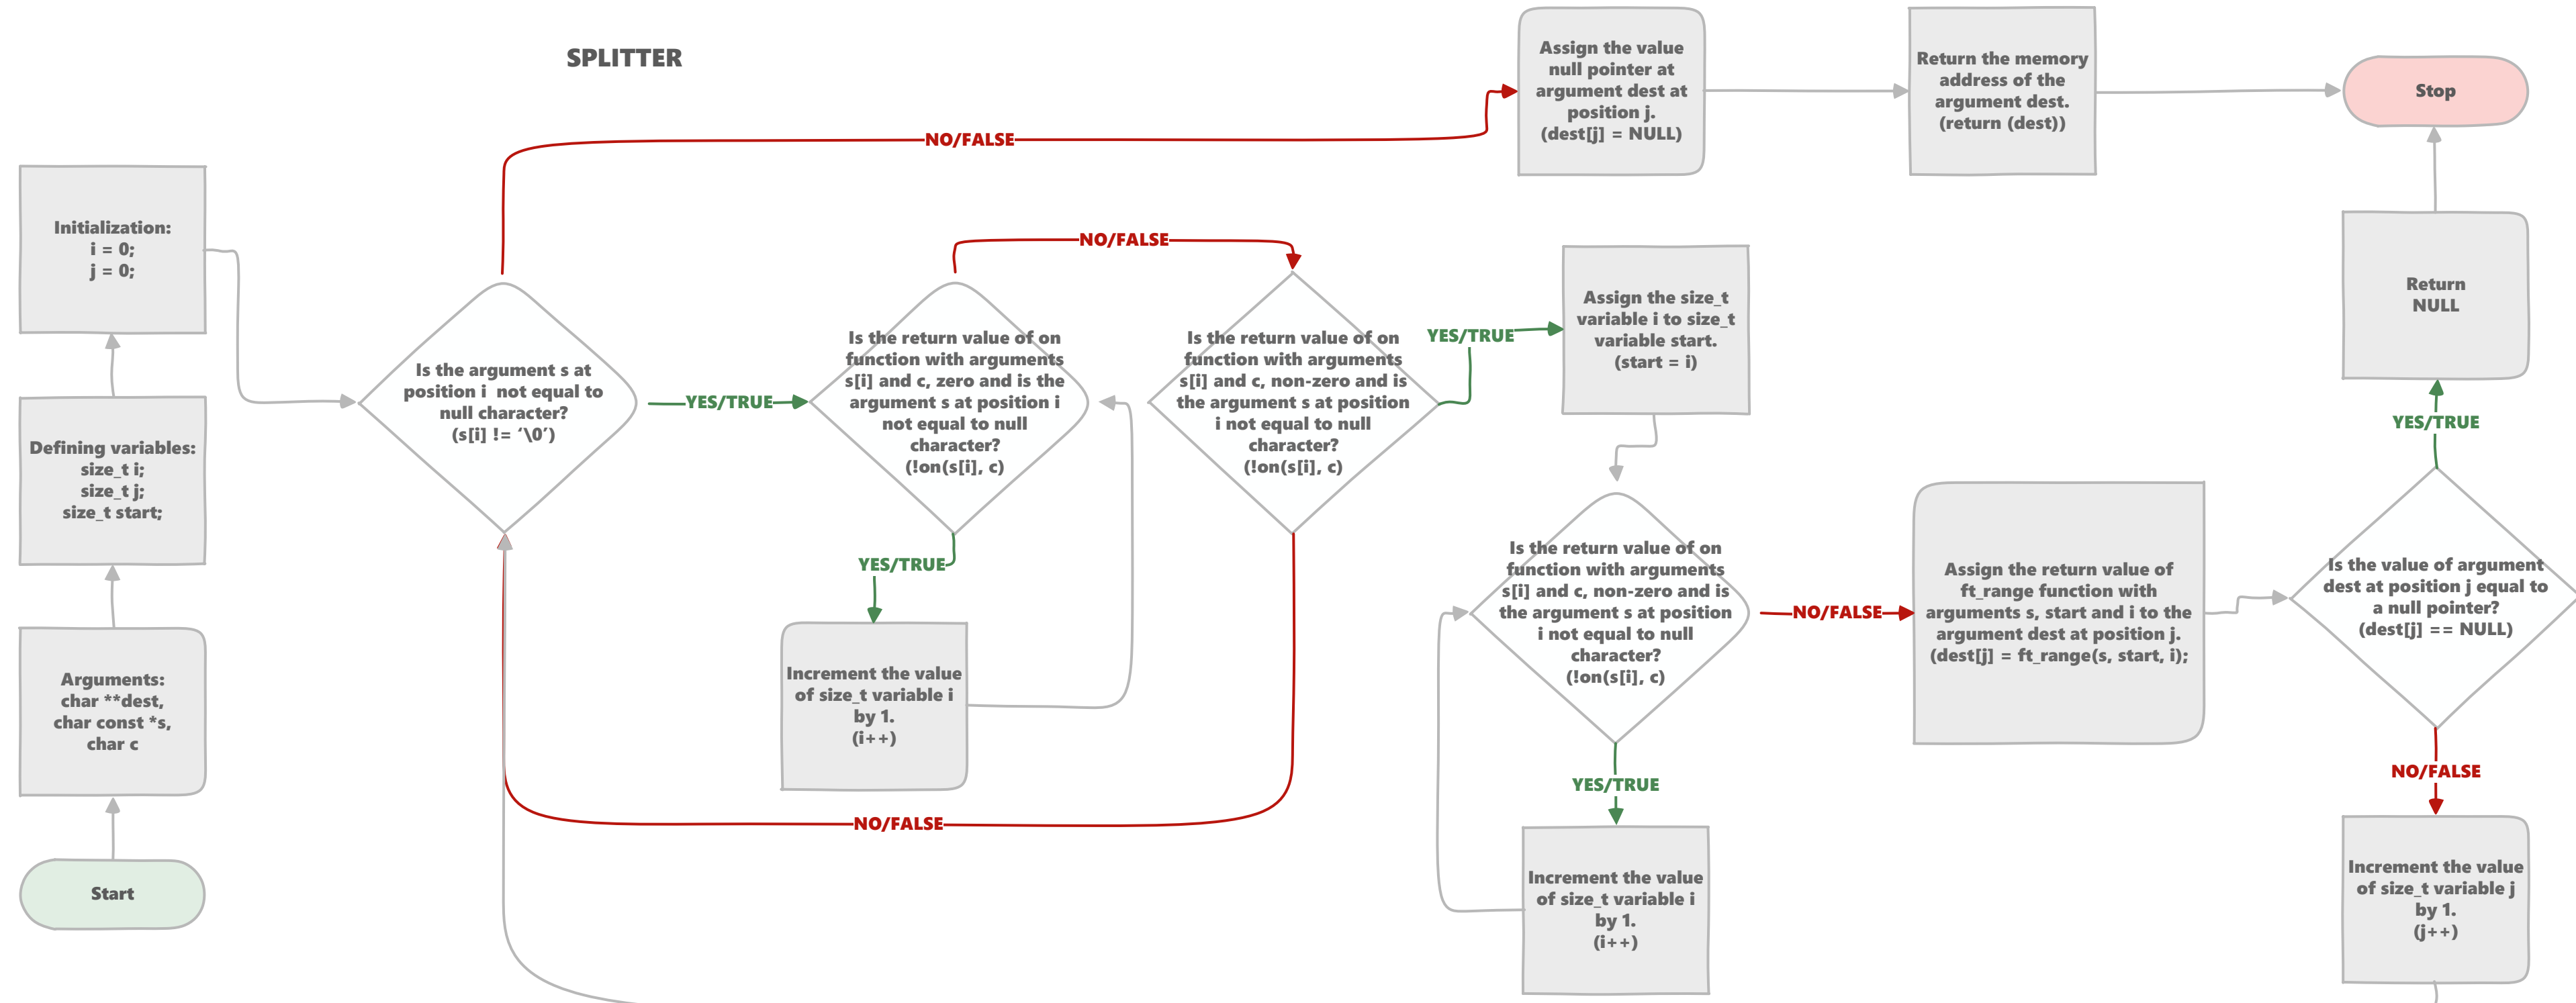 SPLITTER
Start
Arguments:
char **dest,
char const *s,
char c
Defining variables:
size_t i;
size_t j;
size_t start;
Initialization:
i = 0;
j = 0;
Is the argument s at
position i  not equal to
null character?
(s[i] != ‘\0’)
NO/FALSE
Assign the value
null pointer at
argument dest at
position j.
(dest[j] = NULL)
Return the memory
address of the
argument dest.
(return (dest))
Stop
YES/TRUE
Is the return value of on
function with arguments
s[i] and c, zero and is the
argument s at position i
not equal to null
character?
(!on(s[i], c)
YES/TRUE
Increment the value
of size_t variable i
by 1.
(i++)
NO/FALSE
Is the return value of on
function with arguments
s[i] and c, non-zero and is
the argument s at position
i not equal to null
character?
(!on(s[i], c)
NO/FALSE
YES/TRUE
Assign the size_t
variable i to size_t
variable start.
(start = i)
Is the return value of on
function with arguments
s[i] and c, non-zero and is
the argument s at position
i not equal to null
character?
(!on(s[i], c)
YES/TRUE
Increment the value
of size_t variable i
by 1.
(i++)
NO/FALSE
Assign the return value of
ft_range function with
arguments s, start and i to the
argument dest at position j.
(dest[j] = ft_range(s, start, i);
Is the value of argument
dest at position j equal to
a null pointer?
(dest[j] == NULL)
YES/TRUE
Return
NULL
NO/FALSE
Increment the value
of size_t variable j
by 1.
(j++)